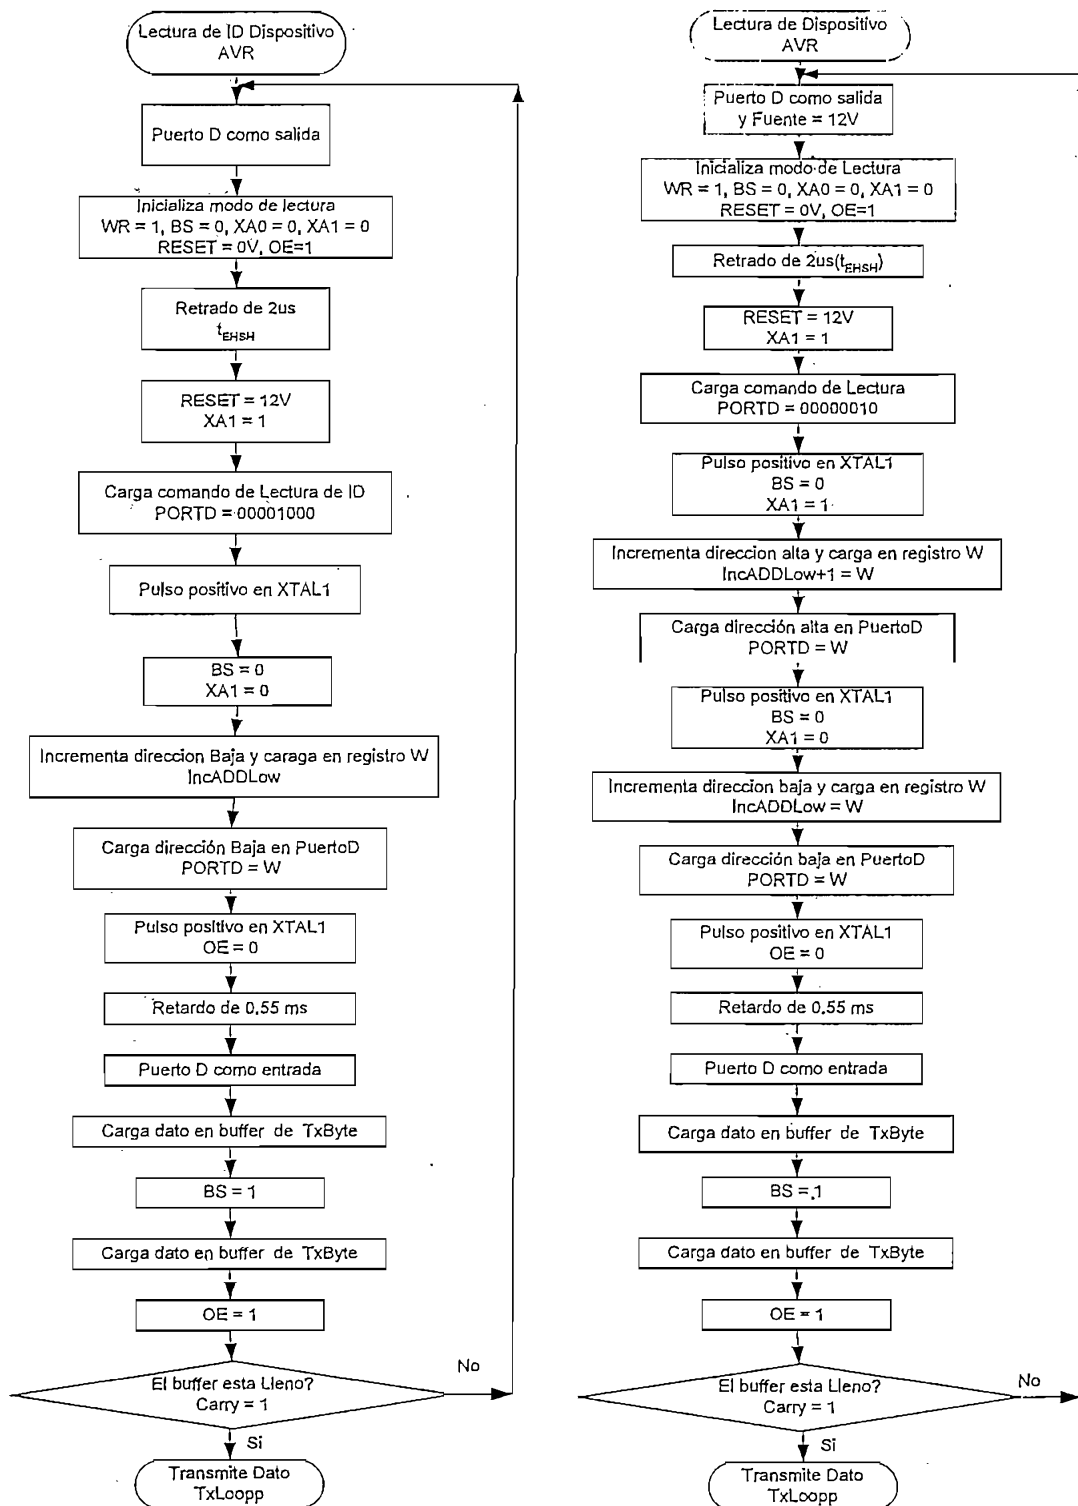 Lectura de ID Dispositivo
AVR
Puerto D como salida
Inicializa modo de lectura
WR = 1, BS = 0, XA0 = 0, XA1 = 0
RESET = 0V, OE=1
Retrado de 2us
tEHSH
RESET = 12V
XA1 = 1
Carga comando de Lectura de ID
PORTD = 00001000
Pulso positivo en XTAL1
BS = 0
XA1 = 0
Incrementa direccion Baja y caraga en registro W
IncADDLow
Carga dirección Baja en PuertoD
PORTD = W
Pulso positivo en XTAL1
OE = 0
Retardo de 0,55 ms
Puerto D como entrada
Carga dato en buffer de TxByte
BS = 1
Carga dato en buffer de TxByte
OE = 1
El buffer esta Lleno?
Carry = 1
No
Si
Transmite Dato
TxLoopp
Lectura de Dispositivo
AVR
Puerto D como salida
y Fuente = 12V
Inicializa modo de Lectura
WR = 1, BS = 0, XA0 = 0, XA1 = 0
RESET = 0V, OE=1
Retrado de 2us(tEHSH)
RESET = 12V
XA1 = 1
Carga comando de Lectura
PORTD = 00000010
Pulso positivo en XTAL1
BS = 0
XA1 = 1
Incrementa direccion alta y carga en registro W
IncADDLow+1 = W
Carga dirección alta en PuertoD
PORTD = W
Pulso positivo en XTAL1
BS = 0
XA1 = 0
Incrementa direccion baja y carga en registro W
IncADDLow = W
Carga dirección baja en PuertoD
PORTD = W
Pulso positivo en XTAL1
OE = 0
Retardo de 0,55 ms
Puerto D como entrada
Carga dato en buffer de TxByte
BS = 1
Carga dato en buffer de TxByte
OE = 1
El buffer esta Lleno?
Carry = 1
No
Si
Transmite Dato
TxLoopp